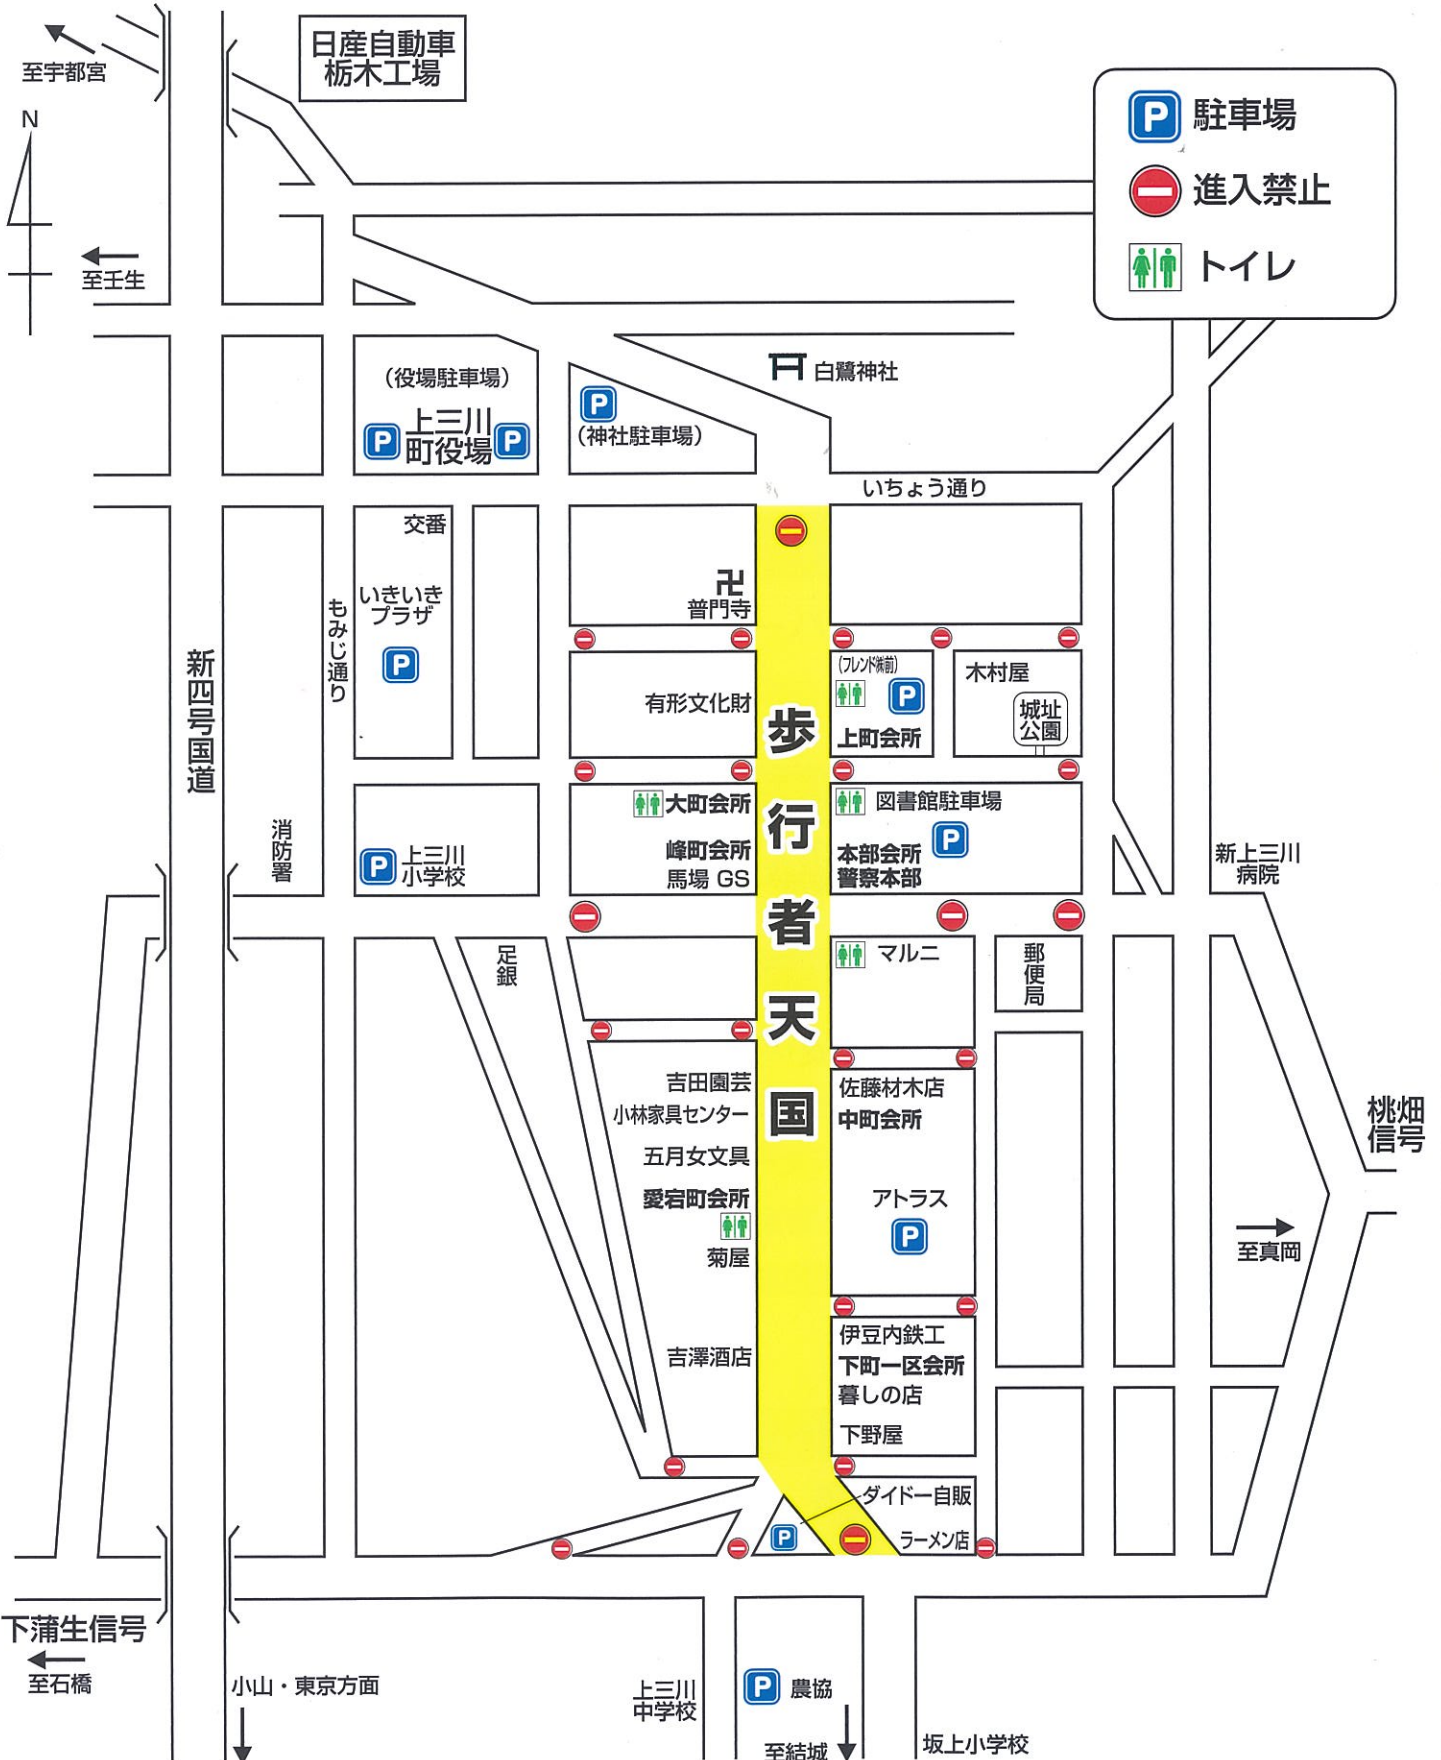 日産自動車
栃木工場
至宇都宮
N
至壬生
P 駐車場
進入禁止
トイレ
(役場駐車場)
P 上三川
町役場 P
P
(神社駐車場)
白鷺神社
いちょう通り
交番
いきいき
プラザ
P
もみじ通り
新四号国道
消防署
P 上三川
小学校
卍
普門寺
有形文化財
大町会所
峰町会所
馬場 GS
歩行者天国
(フレンド㈱前)
P
上町会所
木村屋
城址
公園
図書館駐車場
P
本部会所
警察本部
新上三川
病院
足銀
マルニ
郵便局
吉田園芸
小林家具センター
五月女文具
愛宕町会所
菊屋
吉澤酒店
佐藤材木店
中町会所
アトラス
P
伊豆内鉄工
下町一区会所
暮しの店
下野屋
ダイドー自販
P
ラーメン店
桃畑
信号
至真岡
下蒲生信号
至石橋
小山・東京方面
上三川
中学校
P 農協
至結城
坂上小学校